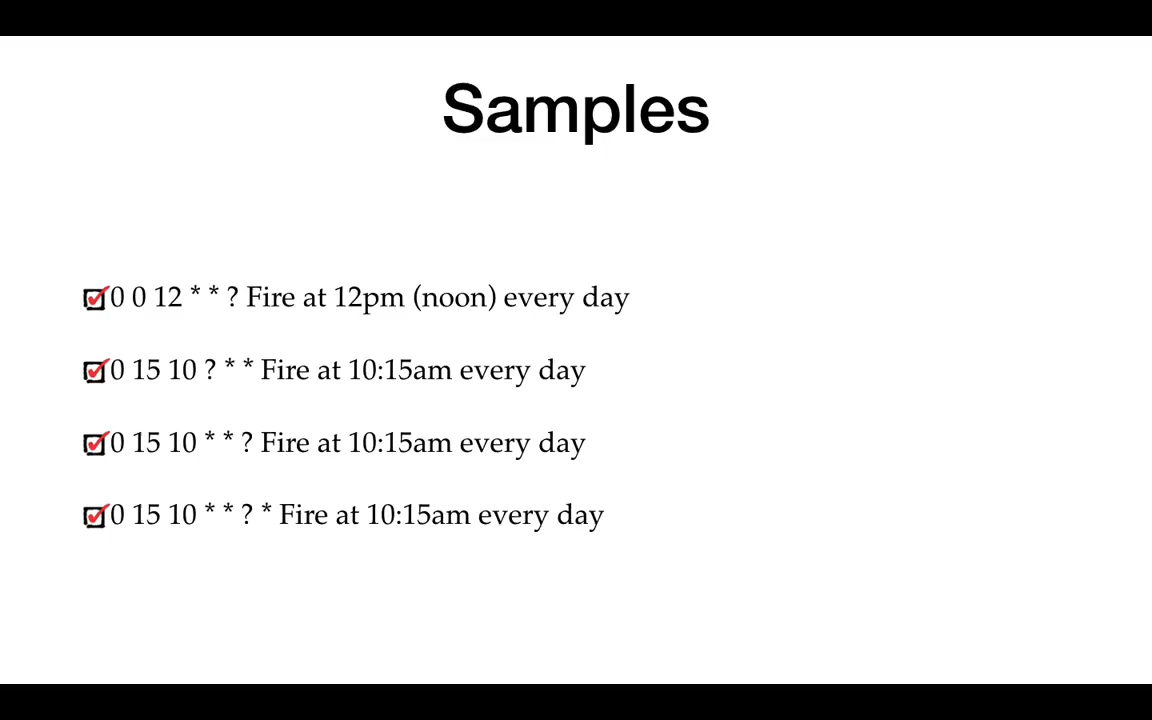 Samples
0 0 12 * * ? Fire at 12pm (noon) every day
0 15 10 ? * * Fire at 10:15am every day
0 15 10 * * ? Fire at 10:15am every day
0 15 10 * * ? * Fire at 10:15am every day